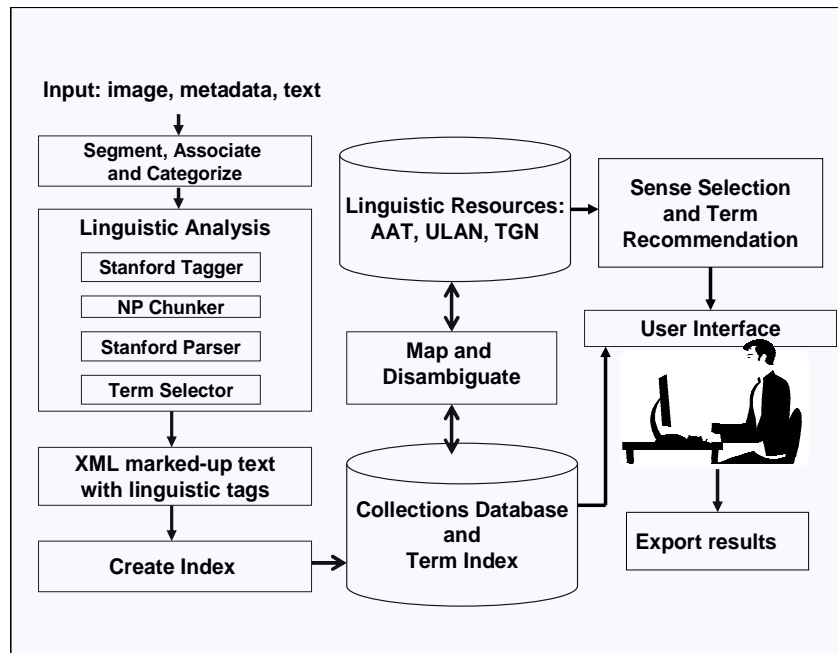 Input: image, metadata, text
Segment, Associate
and Categorize
Linguistic Analysis
Stanford Tagger
NP Chunker
Stanford Parser
Term Selector
XML marked-up text
with linguistic tags
Create Index
Linguistic Resources:
AAT, ULAN, TGN
Map and
Disambiguate
Collections Database
and
Term Index
Sense Selection
and Term
Recommendation
User Interface
Export results